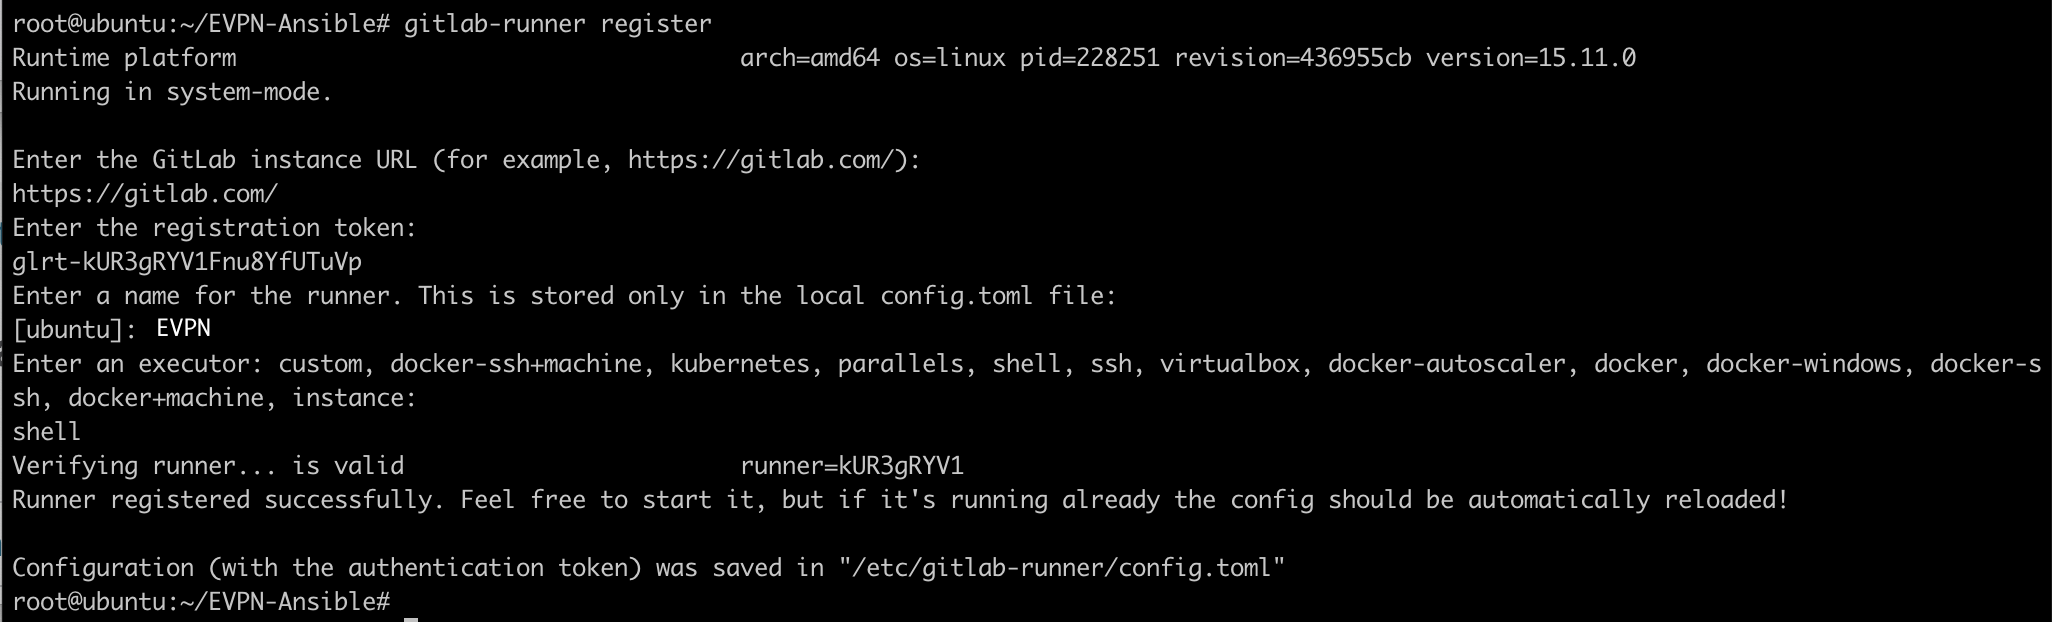 root@ubuntu:~/EVPN-Ansible# gitlab-runner register
Runtime platform                                    arch=amd64 os=linux pid=228251 revision=436955cb version=15.11.0
Running in system-mode.

Enter the GitLab instance URL (for example, https://gitlab.com/):
https://gitlab.com/
Enter the registration token:
glrt-kUR3gRYV1Fnu8YfUTuVp
Enter a name for the runner. This is stored only in the local config.toml file:
[ubuntu]: EVPN
Enter an executor: custom, docker-ssh+machine, kubernetes, parallels, shell, ssh, virtualbox, docker-autoscaler, docker, docker-windows, docker-s
sh, docker+machine, instance:
shell
Verifying runner... is valid                        runner=kUR3gRYV1
Runner registered successfully. Feel free to start it, but if it's running already the config should be automatically reloaded!

Configuration (with the authentication token) was saved in "/etc/gitlab-runner/config.toml"
root@ubuntu:~/EVPN-Ansible#